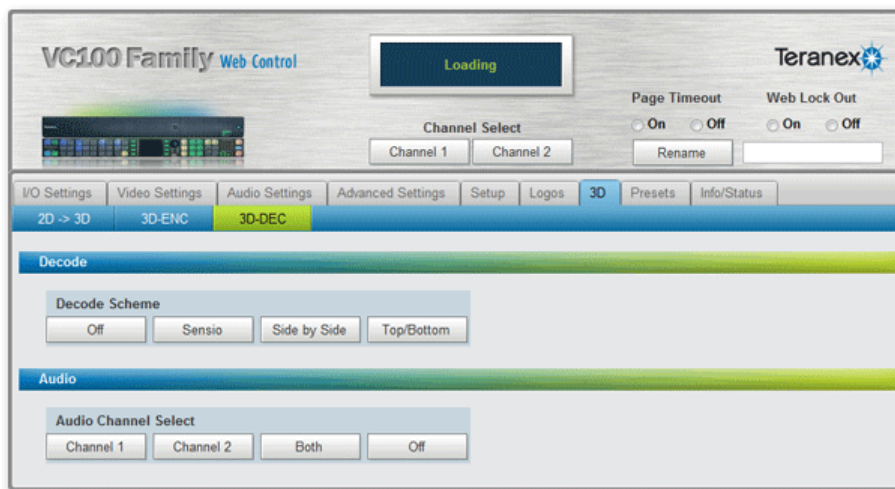 VC100 Family Web Control
Loading
Teranex
Page Timeout
Web Lock Out
On Off
On Off
Channel Select
Channel 1 Channel 2
Rename
I/O Settings Video Settings Audio Settings Advanced Settings Setup Logos 3D Presets Info/Status
2D -> 3D 3D-ENC 3D-DEC
Decode
Decode Scheme
Off Sensio Side by Side Top/Bottom
Audio
Audio Channel Select
Channel 1 Channel 2 Both Off